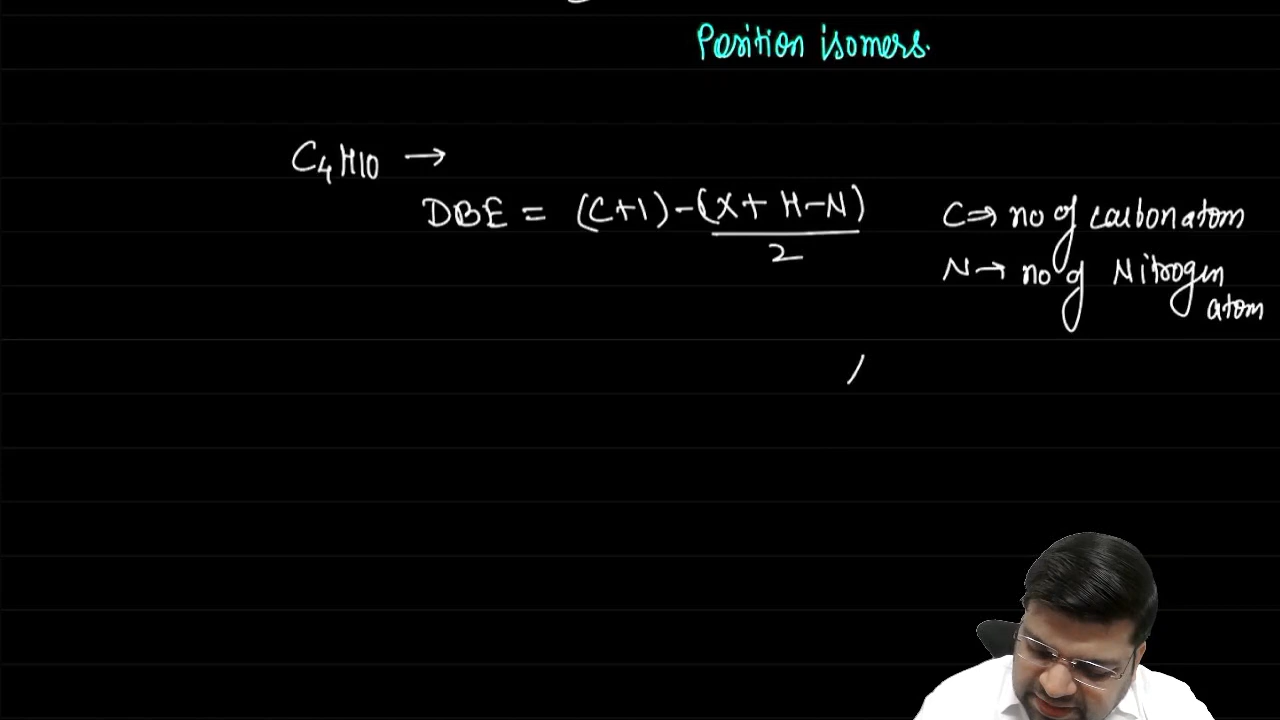 Position isomers.
C4H10 →
DBE = (C+1)-(X+H-N)/2
C⇒ no of carbon atom
N→ no of Nitrogen
atom